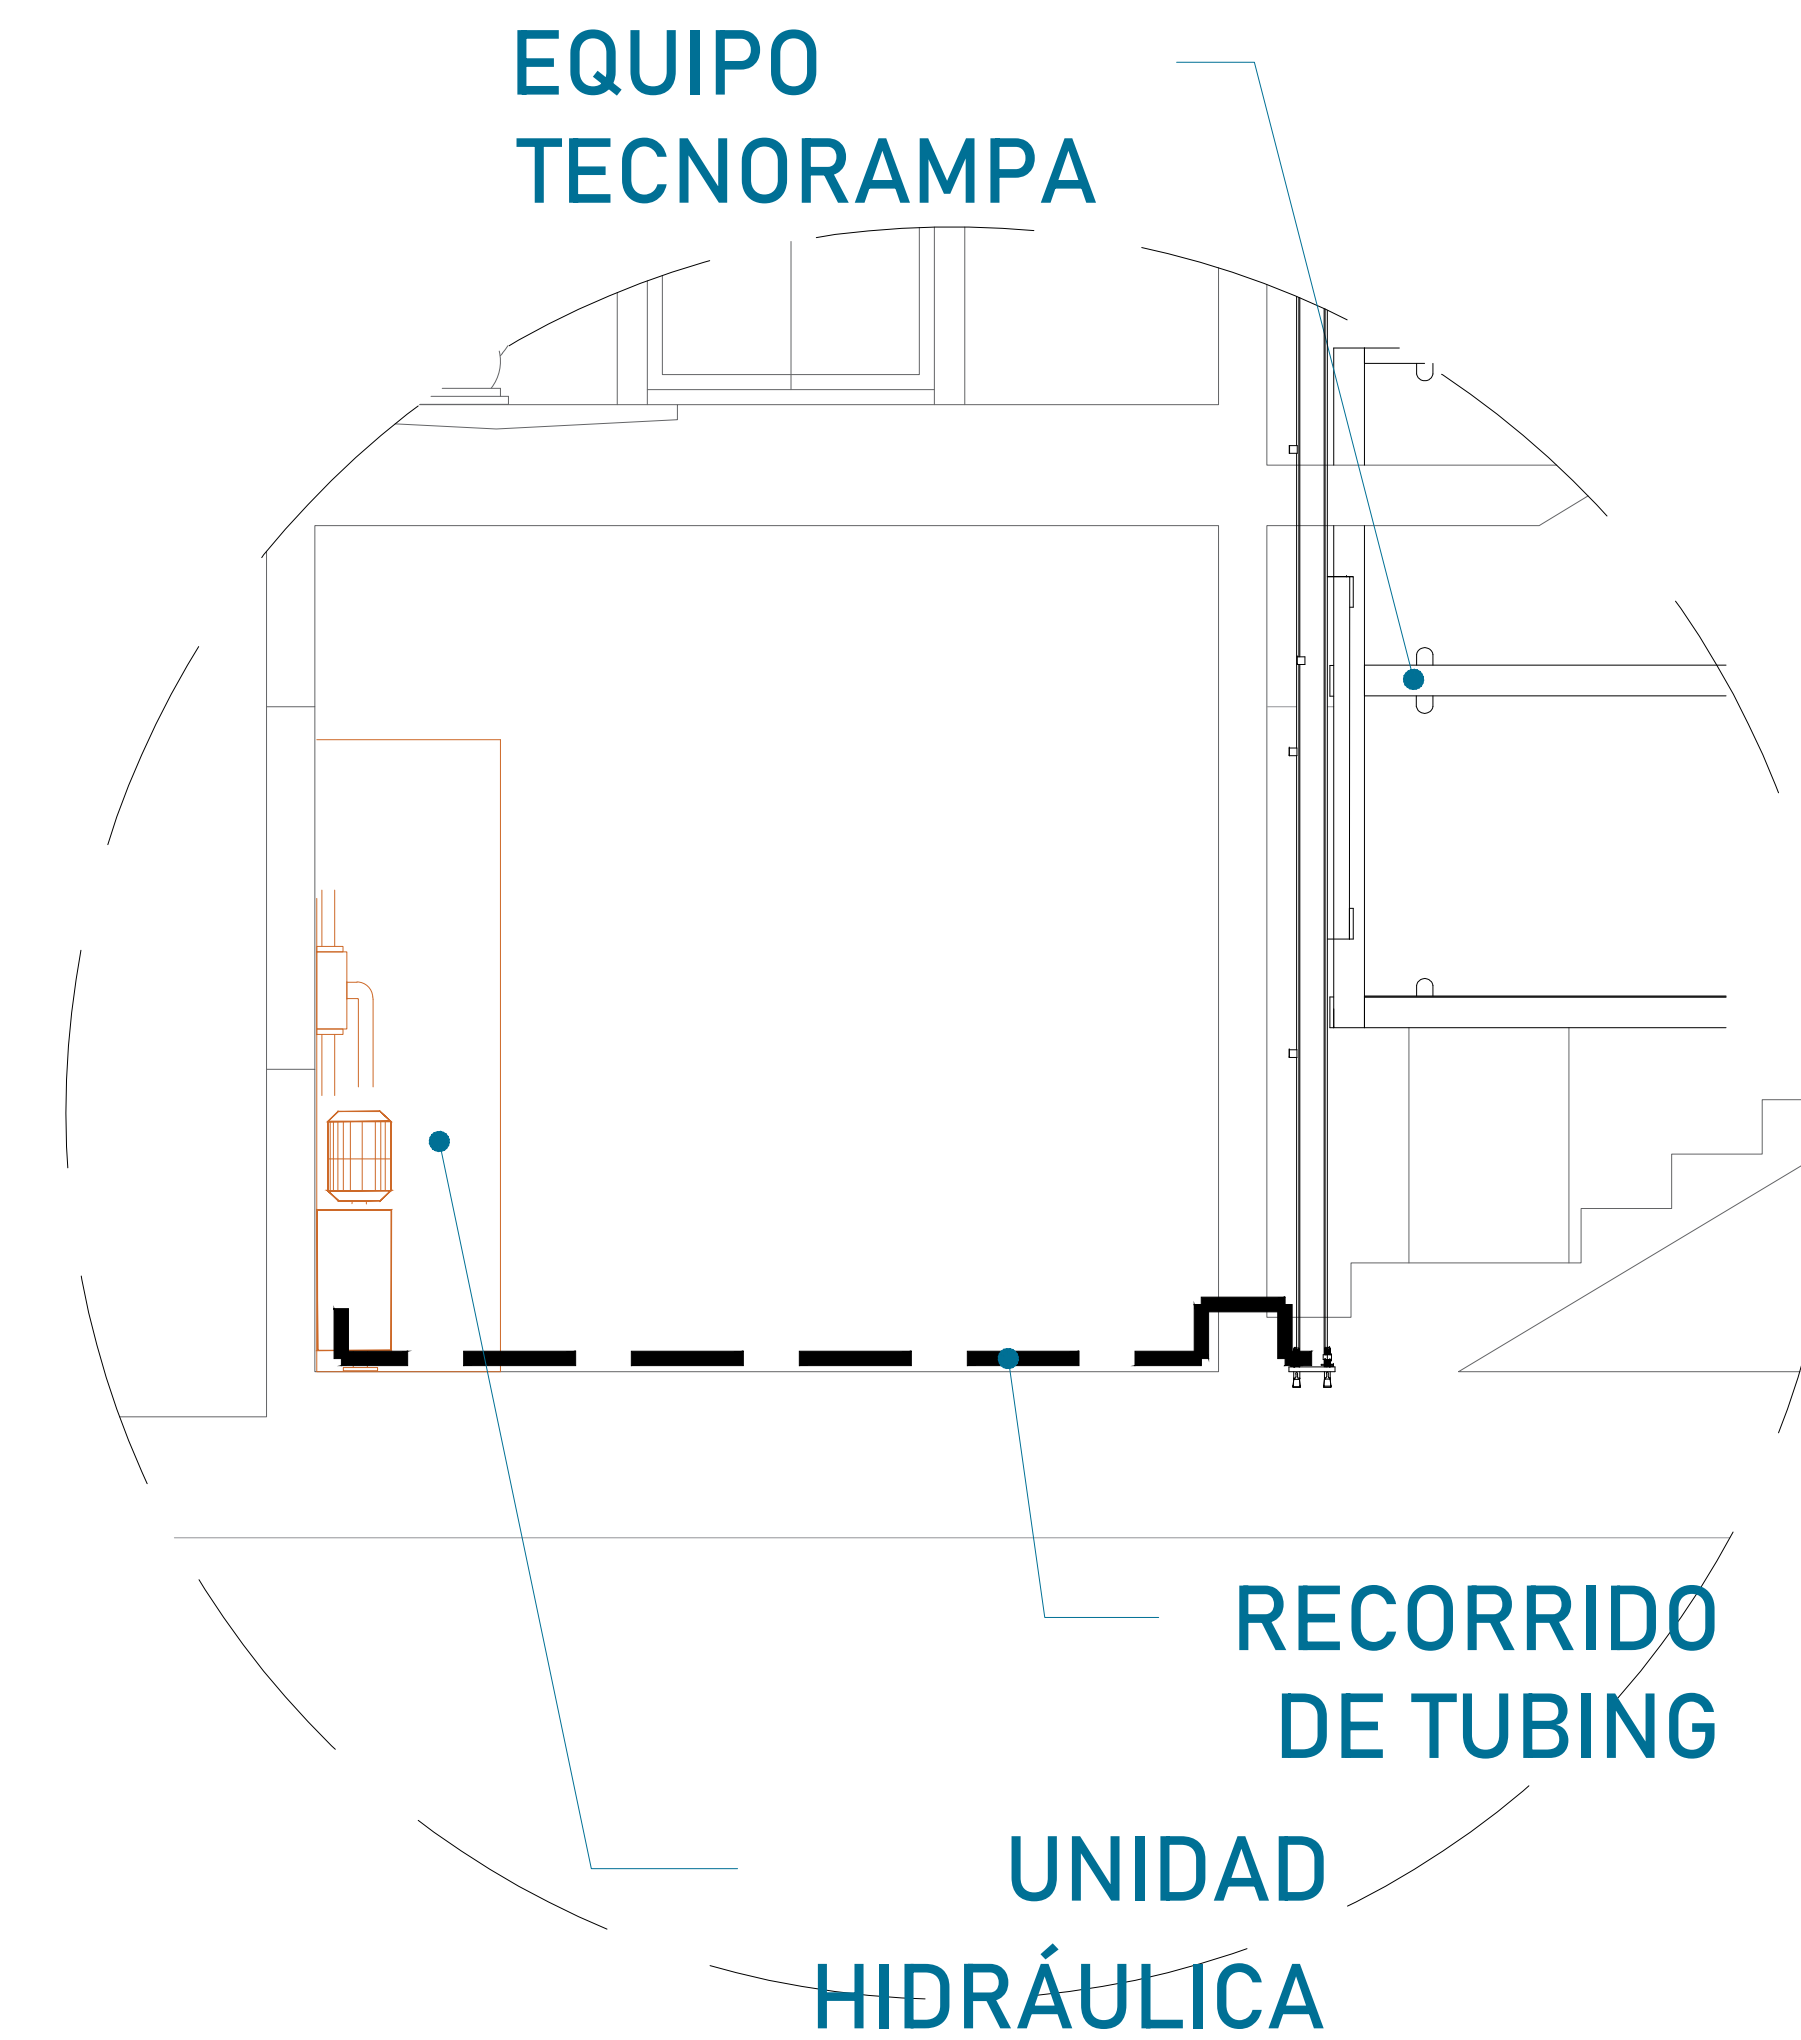 EQUIPO
TECNORAMPA
RECORRIDO
DE TUBING
UNIDAD
HIDRÁULICA